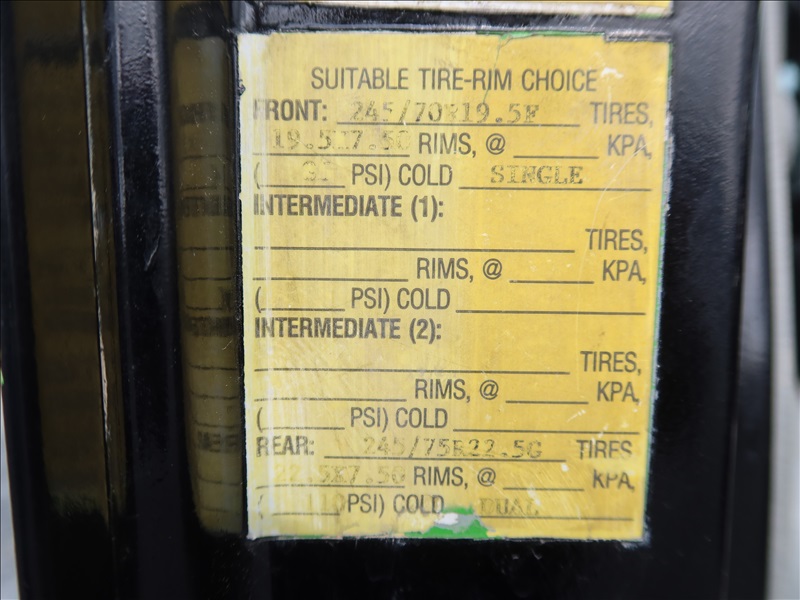 SUITABLE TIRE-RIM CHOICE
FRONT: 245/70R19.5F TIRES,
19.5X7.50 RIMS, @ KPA,
( PSI) COLD SINGLE
INTERMEDIATE (1):
TIRES,
RIMS, @ KPA,
( PSI) COLD
INTERMEDIATE (2):
TIRES,
RIMS, @ KPA,
( PSI) COLD
REAR: 245/75R22.5G TIRES
22.5X7.50 RIMS, @ KPA,
( 110 PSI) COLD DUAL